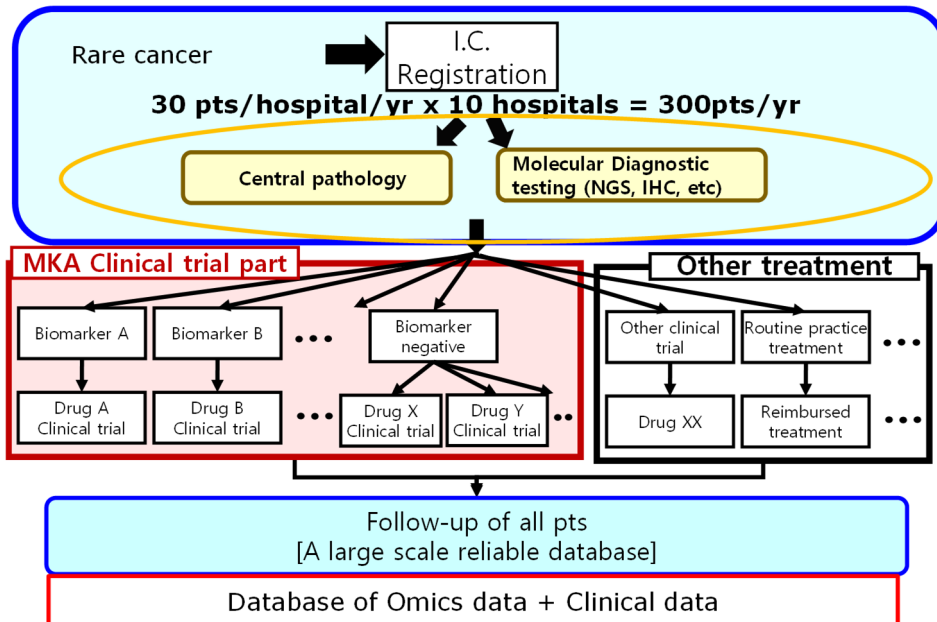 Rare cancer
I.C.
Registration
30 pts/hospital/yr x 10 hospitals = 300pts/yr
Central pathology
Molecular Diagnostic
testing (NGS, IHC, etc)
MKA Clinical trial part
Other treatment
Biomarker A
Biomarker B
•••
Biomarker
negative
Other clinical
trial
Routine practice
treatment
•••
Drug A
Clinical trial
Drug B
Clinical trial
•••
Drug X
Clinical trial
Drug Y
Clinical trial
••
Drug XX
Reimbursed
treatment
•••
Follow-up of all pts
[A large scale reliable database]
Database of Omics data + Clinical data